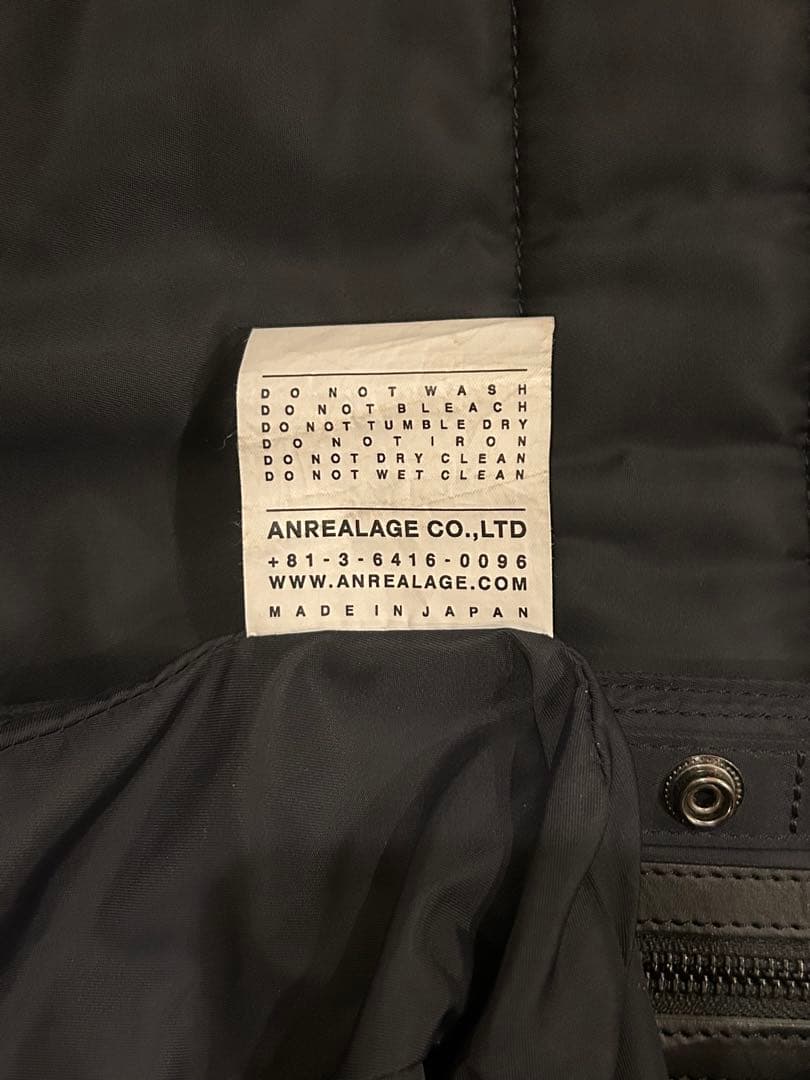 DO NOT WASH
DO NOT BLEACH
DO NOT TUMBLE DRY
DO NOT IRON
DO NOT DRY CLEAN
DO NOT WET CLEAN
ANREALAGE CO.,LTD
+81-3-6416-0096
WWW.ANREALAGE.COM
MADE IN JAPAN